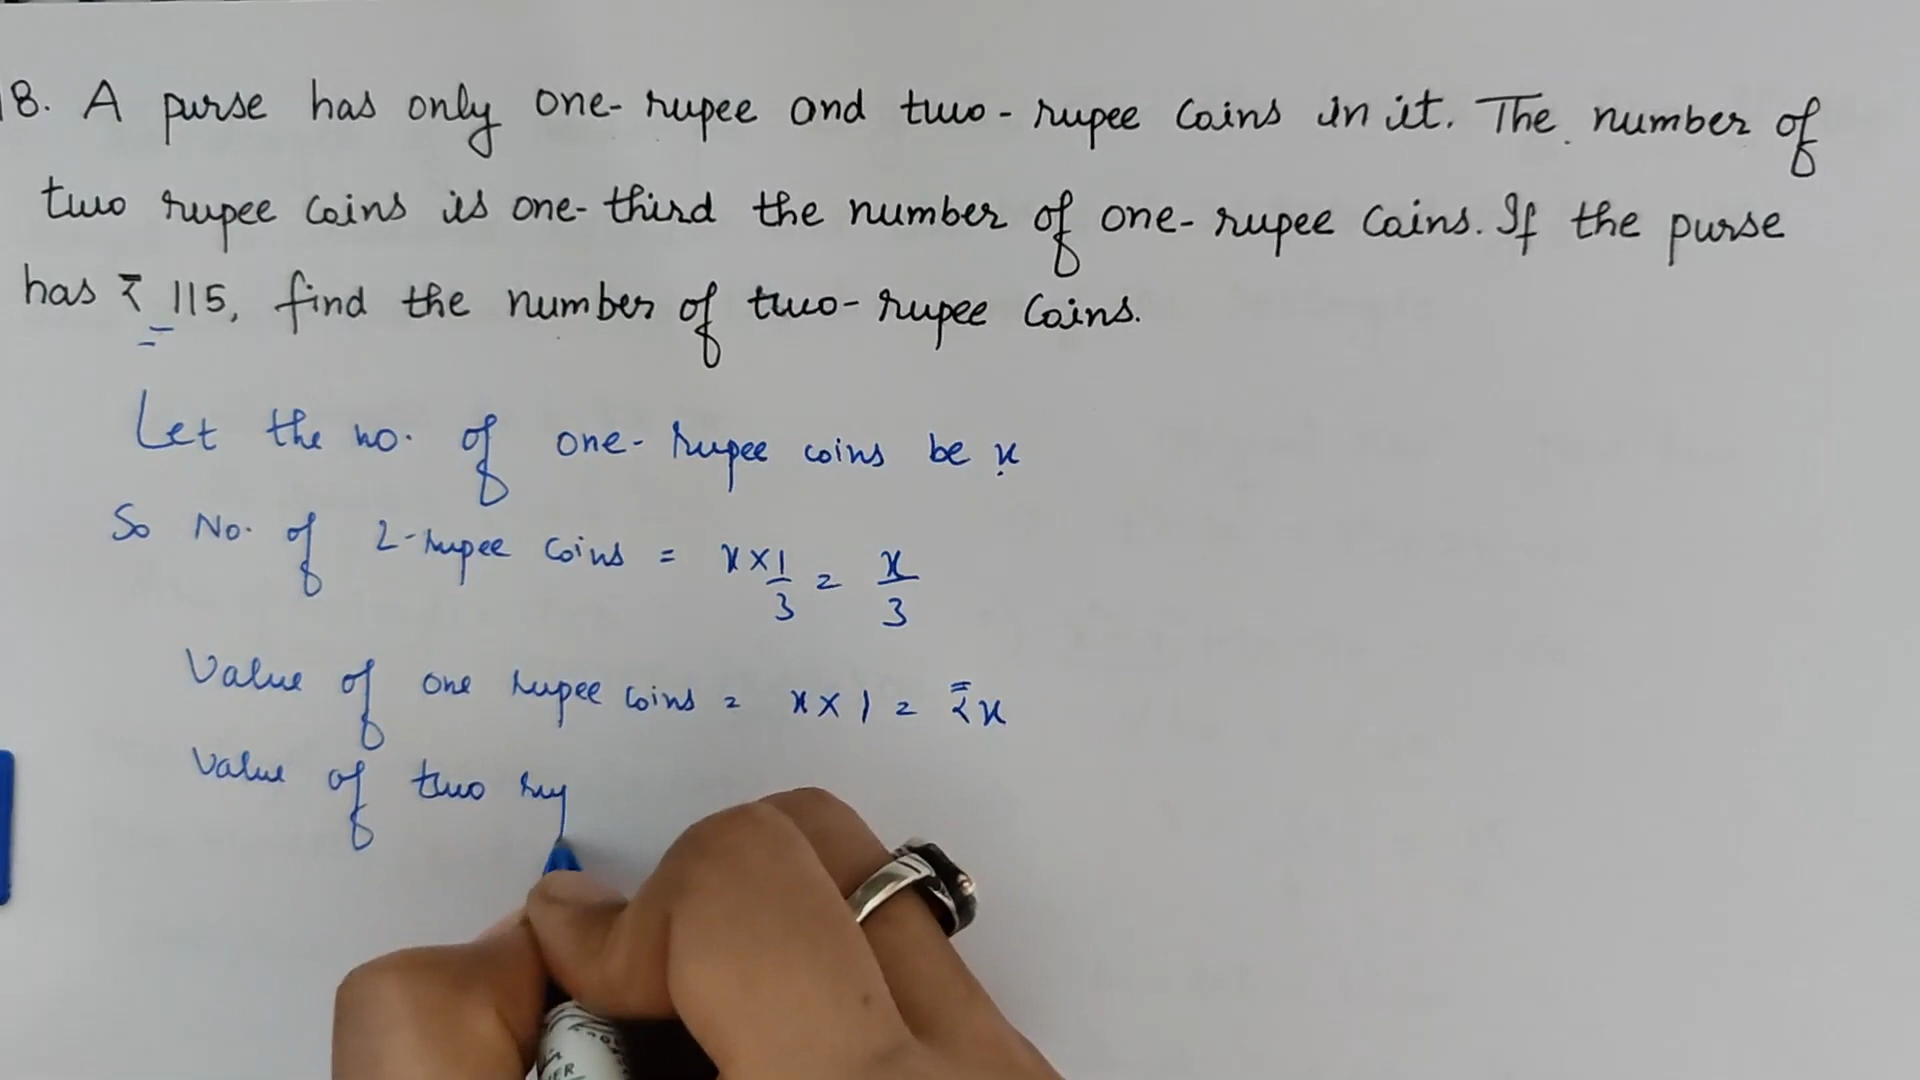 18. A purse has only one-rupee and two-rupee coins in it. The number of
two rupee coins is one-third the number of one-rupee coins. If the purse
has ₹ 115, find the number of two-rupee coins.
Let the no. of one-rupee coins be x
So No. of 2-rupee coins = x × 1/3 = x/3
Value of one rupee coins = x × 1 = ₹ x
Value of two rup